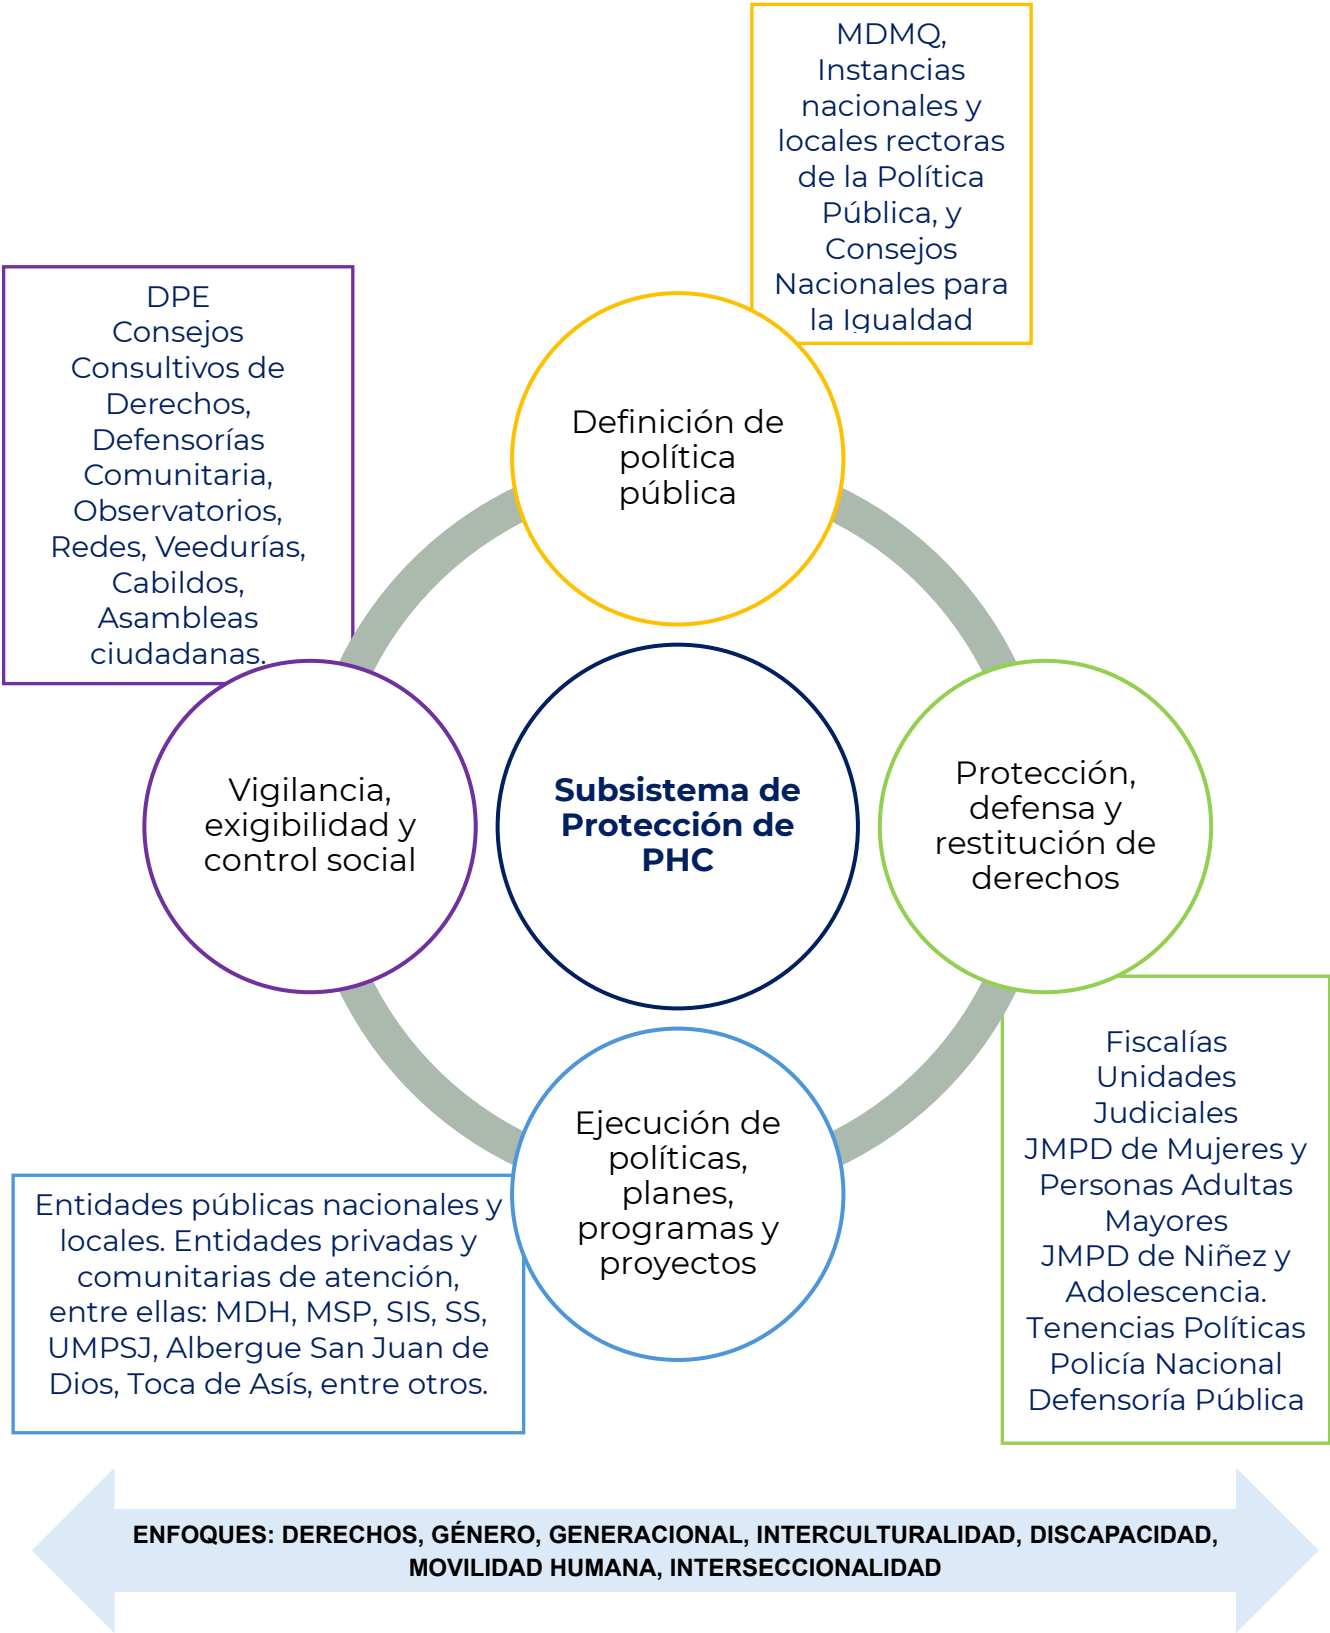 MDMQ,
Instancias
nacionales y
locales rectoras
de la Política
Pública, y
Consejos
Nacionales para
la Igualdad
DPE
Consejos
Consultivos de
Derechos,
Defensorías
Comunitaria,
Observatorios,
Redes, Veedurías,
Cabildos,
Asambleas
ciudadanas.
Definición de
política
pública
Vigilancia,
exigibilidad y
control social
Subsistema de
Protección de
PHC
Protección,
defensa y
restitución de
derechos
Ejecución de
políticas,
planes,
programas y
proyectos
Fiscalías
Unidades
Judiciales
JMPD de Mujeres y
Personas Adultas
Mayores
JMPD de Niñez y
Adolescencia.
Tenencias Políticas
Policía Nacional
Defensoría Pública
Entidades públicas nacionales y
locales. Entidades privadas y
comunitarias de atención,
entre ellas: MDH, MSP, SIS, SS,
UMPSJ, Albergue San Juan de
Dios, Toca de Asís, entre otros.
ENFOQUES: DERECHOS, GÉNERO, GENERACIONAL, INTERCULTURALIDAD, DISCAPACIDAD,
MOVILIDAD HUMANA, INTERSECCIONALIDAD